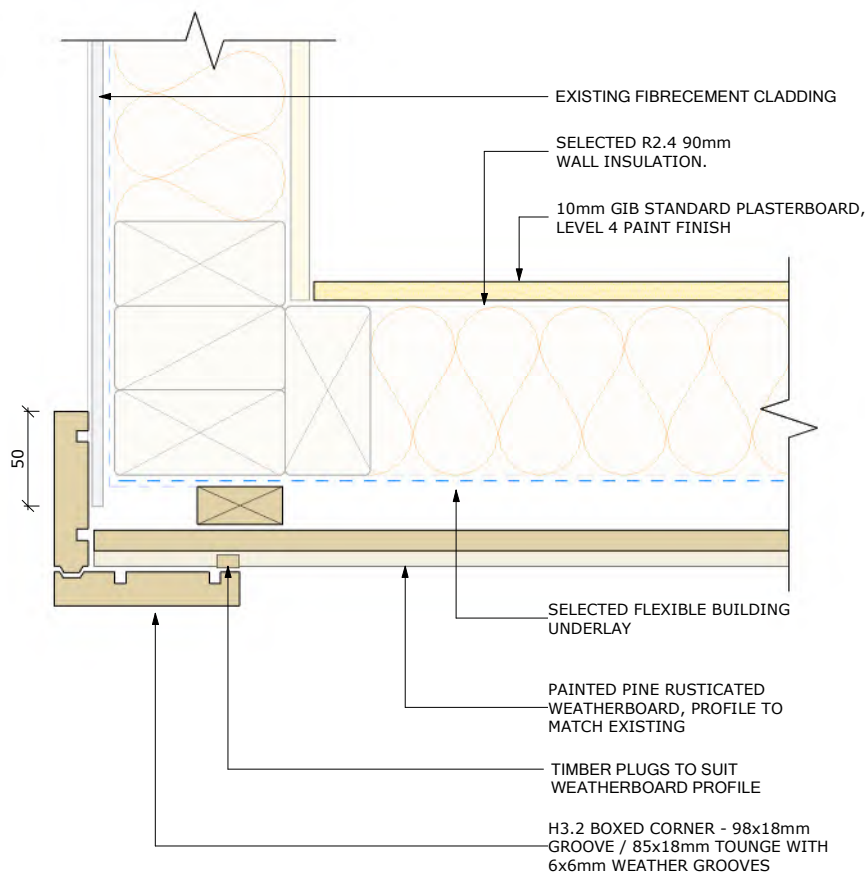 EXISTING FIBRECEMENT CLADDING
SELECTED R2.4 90mm
WALL INSULATION.
10mm GIB STANDARD PLASTERBOARD,
LEVEL 4 PAINT FINISH
50
SELECTED FLEXIBLE BUILDING
UNDERLAY
PAINTED PINE RUSTICATED
WEATHERBOARD, PROFILE TO
MATCH EXISTING
TIMBER PLUGS TO SUIT
WEATHERBOARD PROFILE
H3.2 BOXED CORNER - 98x18mm
GROOVE / 85x18mm TOUNGE WITH
6x6mm WEATHER GROOVES